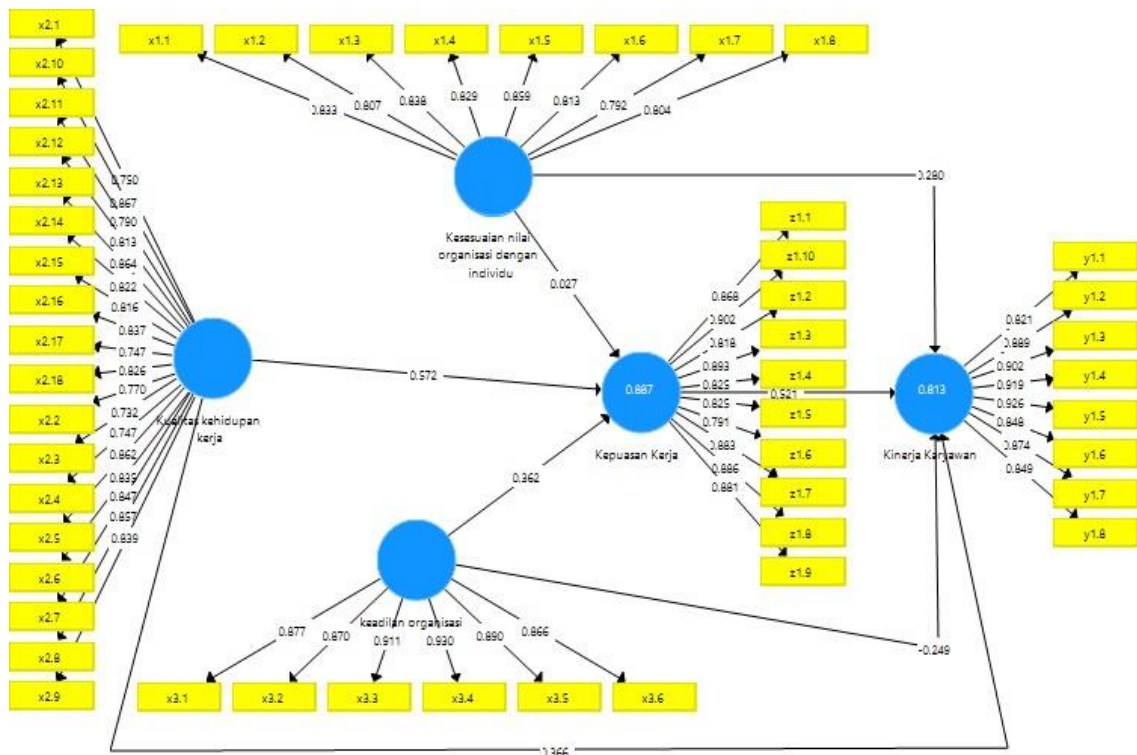 x2.1
x2.10
x2.11
x2.12
x2.13
x2.14
x2.15
x2.16
x2.17
x2.18
x2.2
x2.3
x2.4
x2.5
x2.6
x2.7
x2.8
x2.9
0.750
0.867
0.790
0.813
0.864
0.822
0.816
0.837
0.747
0.826
0.770
0.732
0.747
0.862
0.835
0.847
0.857
0.839
Kualitas kehidupan
kerja
x1.1
x1.2
x1.3
x1.4
x1.5
x1.6
x1.7
x1.8
0.833
0.807
0.838
0.829
0.859
0.813
0.792
0.804
Kesesuaian nilai
organisasi dengan
individu
0.280
0.027
0.572
0.362
0.887
Kepuasan Kerja
z1.1
z1.10
z1.2
z1.3
z1.4
z1.5
z1.6
z1.7
z1.8
z1.9
0.868
0.902
0.818
0.893
0.825
0.825
0.791
0.883
0.886
0.881
0.521
0.813
Kinerja Karyawan
0.821
0.889
0.902
0.919
0.926
0.848
0.874
0.849
y1.1
y1.2
y1.3
y1.4
y1.5
y1.6
y1.7
y1.8
keadilan organisasi
0.877
0.870
0.911
0.930
0.890
0.866
x3.1
x3.2
x3.3
x3.4
x3.5
x3.6
-0.249
0.366